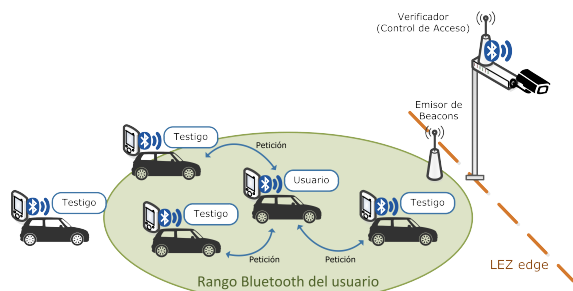 Verificador
(Control de Acceso)
Emisor de
Beacons
Testigo
Petición
Usuario
Testigo
Testigo
Testigo
Petición
Petición
LEZ edge
Rango Bluetooth del usuario